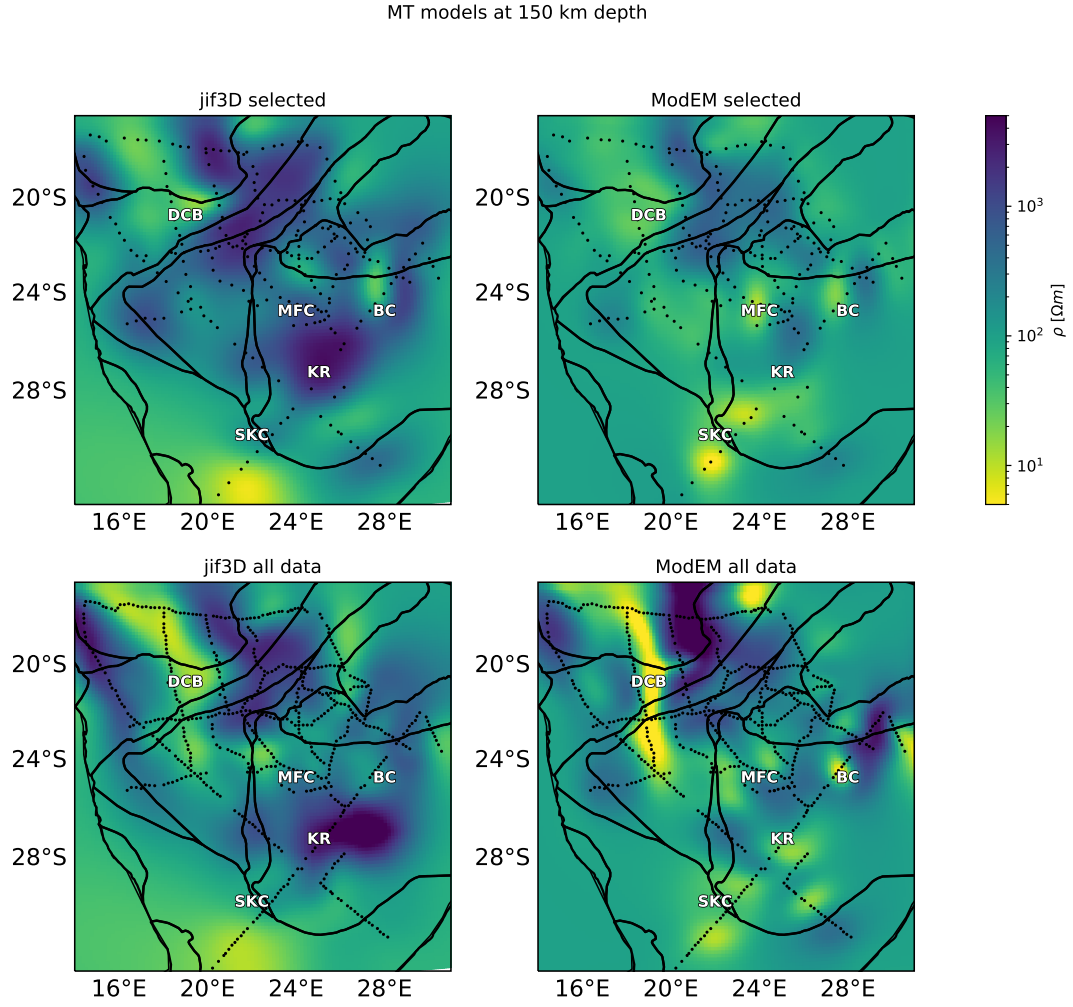 MT models at 150 km depth
jif3D selected
ModEM selected
20°S
24°S
28°S
DCB
MFC
BC
KR
SKC
DCB
MFC
BC
KR
SKC
10³
10²
10¹
ρ [Ωm]
16°E 20°E 24°E 28°E
16°E 20°E 24°E 28°E
jif3D all data
ModEM all data
20°S
24°S
28°S
DCB
MFC
BC
KR
SKC
DCB
MFC
BC
KR
SKC
16°E 20°E 24°E 28°E
16°E 20°E 24°E 28°E